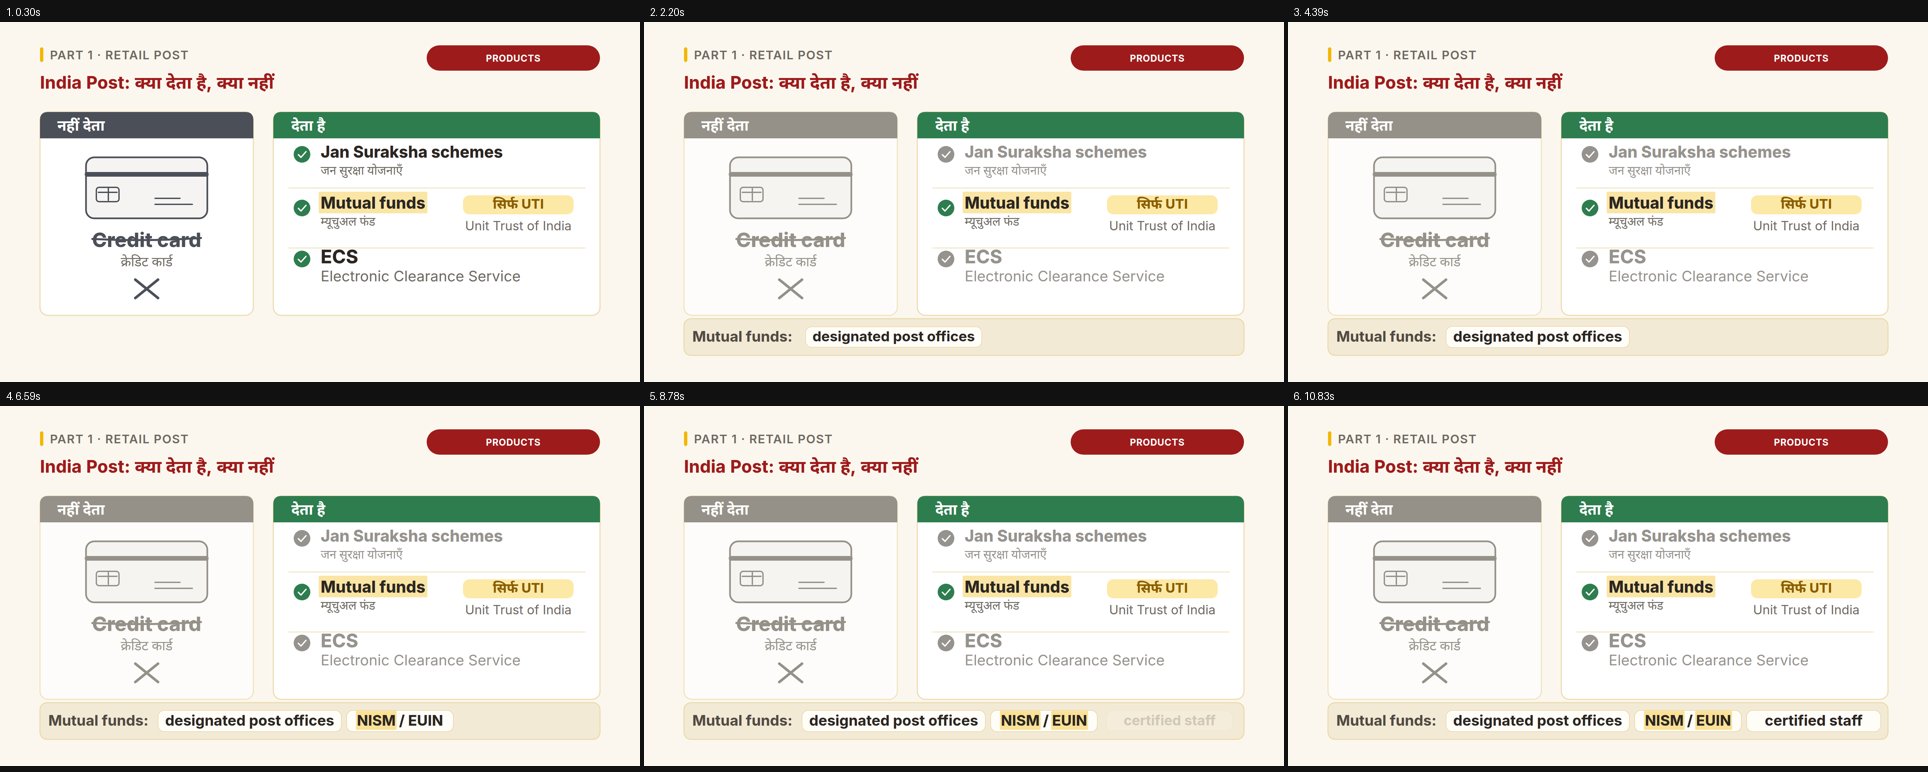 1. 0.30s
PART 1 · RETAIL POST
PRODUCTS
India Post: क्या देता है, क्या नहीं
नहीं देता
Credit card
क्रेडिट कार्ड
देता है
Jan Suraksha schemes
जन सुरक्षा योजनाएँ
Mutual funds
म्यूचुअल फंड
सिर्फ UTI
Unit Trust of India
ECS
Electronic Clearance Service
2. 2.20s
PART 1 · RETAIL POST
PRODUCTS
India Post: क्या देता है, क्या नहीं
नहीं देता
Credit card
क्रेडिट कार्ड
देता है
Jan Suraksha schemes
जन सुरक्षा योजनाएँ
Mutual funds
म्यूचुअल फंड
सिर्फ UTI
Unit Trust of India
ECS
Electronic Clearance Service
Mutual funds: designated post offices
3. 4.39s
PART 1 · RETAIL POST
PRODUCTS
India Post: क्या देता है, क्या नहीं
नहीं देता
Credit card
क्रेडिट कार्ड
देता है
Jan Suraksha schemes
जन सुरक्षा योजनाएँ
Mutual funds
म्यूचुअल फंड
सिर्फ UTI
Unit Trust of India
ECS
Electronic Clearance Service
Mutual funds: designated post offices
4. 6.59s
PART 1 · RETAIL POST
PRODUCTS
India Post: क्या देता है, क्या नहीं
नहीं देता
Credit card
क्रेडिट कार्ड
देता है
Jan Suraksha schemes
जन सुरक्षा योजनाएँ
Mutual funds
म्यूचुअल फंड
सिर्फ UTI
Unit Trust of India
ECS
Electronic Clearance Service
Mutual funds: designated post offices NISM / EUIN
5. 8.78s
PART 1 · RETAIL POST
PRODUCTS
India Post: क्या देता है, क्या नहीं
नहीं देता
Credit card
क्रेडिट कार्ड
देता है
Jan Suraksha schemes
जन सुरक्षा योजनाएँ
Mutual funds
म्यूचुअल फंड
सिर्फ UTI
Unit Trust of India
ECS
Electronic Clearance Service
Mutual funds: designated post offices NISM / EUIN certified staff
6. 10.83s
PART 1 · RETAIL POST
PRODUCTS
India Post: क्या देता है, क्या नहीं
नहीं देता
Credit card
क्रेडिट कार्ड
देता है
Jan Suraksha schemes
जन सुरक्षा योजनाएँ
Mutual funds
म्यूचुअल फंड
सिर्फ UTI
Unit Trust of India
ECS
Electronic Clearance Service
Mutual funds: designated post offices NISM / EUIN certified staff